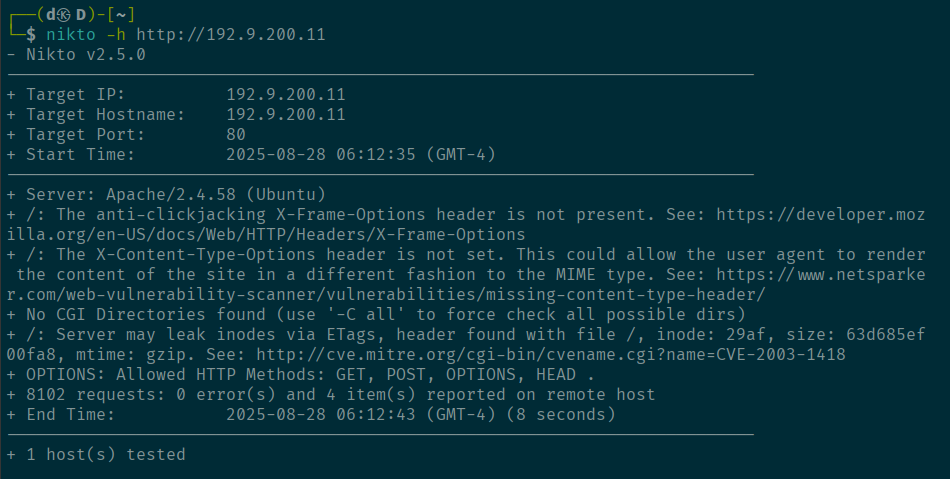 ┌──(d㉿D)-[~]
└─$ nikto -h http://192.9.200.11
- Nikto v2.5.0
---------------------------------------------------------------------------
+ Target IP:          192.9.200.11
+ Target Hostname:    192.9.200.11
+ Target Port:        80
+ Start Time:         2025-08-28 06:12:35 (GMT-4)
---------------------------------------------------------------------------
+ Server: Apache/2.4.58 (Ubuntu)
+ /: The anti-clickjacking X-Frame-Options header is not present. See: https://developer.moz
illa.org/en-US/docs/Web/HTTP/Headers/X-Frame-Options
+ /: The X-Content-Type-Options header is not set. This could allow the user agent to render
 the content of the site in a different fashion to the MIME type. See: https://www.netsparke
r.com/web-vulnerability-scanner/vulnerabilities/missing-content-type-header/
+ No CGI Directories found (use '-C all' to force check all possible dirs)
+ /: Server may leak inodes via ETags, header found with file /, inode: 29af, size: 63d685ef
00fa8, mtime: gzip. See: http://cve.mitre.org/cgi-bin/cvename.cgi?name=CVE-2003-1418
+ OPTIONS: Allowed HTTP Methods: GET, POST, OPTIONS, HEAD .
+ 8102 requests: 0 error(s) and 4 item(s) reported on remote host
+ End Time:           2025-08-28 06:12:43 (GMT-4) (8 seconds)
---------------------------------------------------------------------------
+ 1 host(s) tested